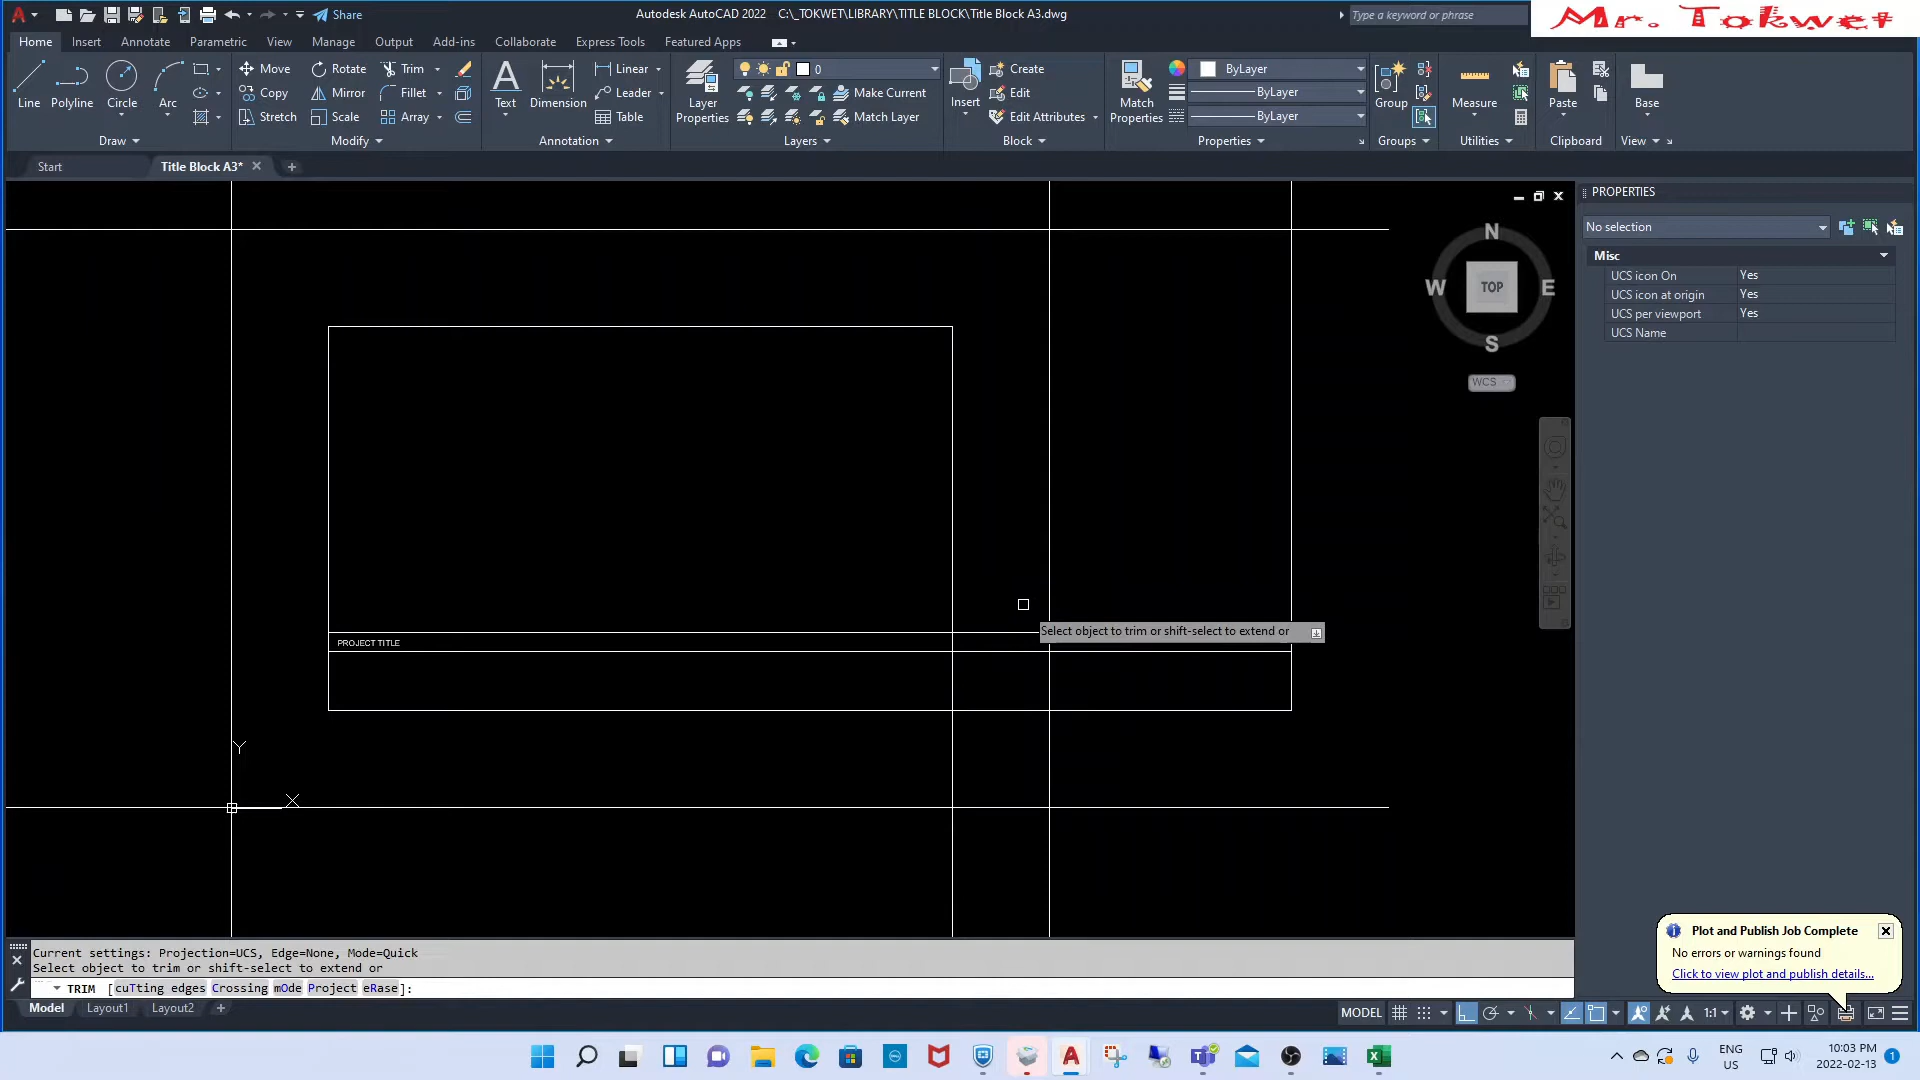 Share
Autodesk AutoCAD 2022 C:\_TOKWET\LIBRARY\TITLE BLOCK\Title Block A3.dwg
Type a keyword or phrase
Mr. Tokwet
Home Insert Annotate Parametric View Manage Output Add-ins Collaborate Express Tools Featured Apps
Line Polyline Circle Arc
Move Rotate Trim
Copy Mirror Fillet
Stretch Scale Array
Text Dimension
Linear
Leader
Table
Layer Properties
0
Make Current
Match Layer
Insert
Create
Edit
Edit Attributes
Match Properties
ByLayer
ByLayer
ByLayer
Group
Measure
Paste
Base
Draw Modify Annotation Layers Block Properties Groups Utilities Clipboard View
Start Title Block A3*
PROPERTIES
No selection
Misc
UCS icon On Yes
UCS icon at origin Yes
UCS per viewport Yes
UCS Name
N
W TOP E
S
WCS
PROJECT TITLE
Select object to trim or shift-select to extend or
Y
X
Current settings: Projection=UCS, Edge=None, Mode=Quick
Select object to trim or shift-select to extend or
TRIM [cuTting edges Crossing mOde Project eRase]:
Plot and Publish Job Complete
No errors or warnings found
Click to view plot and publish details...
Model Layout1 Layout2
MODEL
1:1
ENG
US
10:03 PM
2022-02-13
1